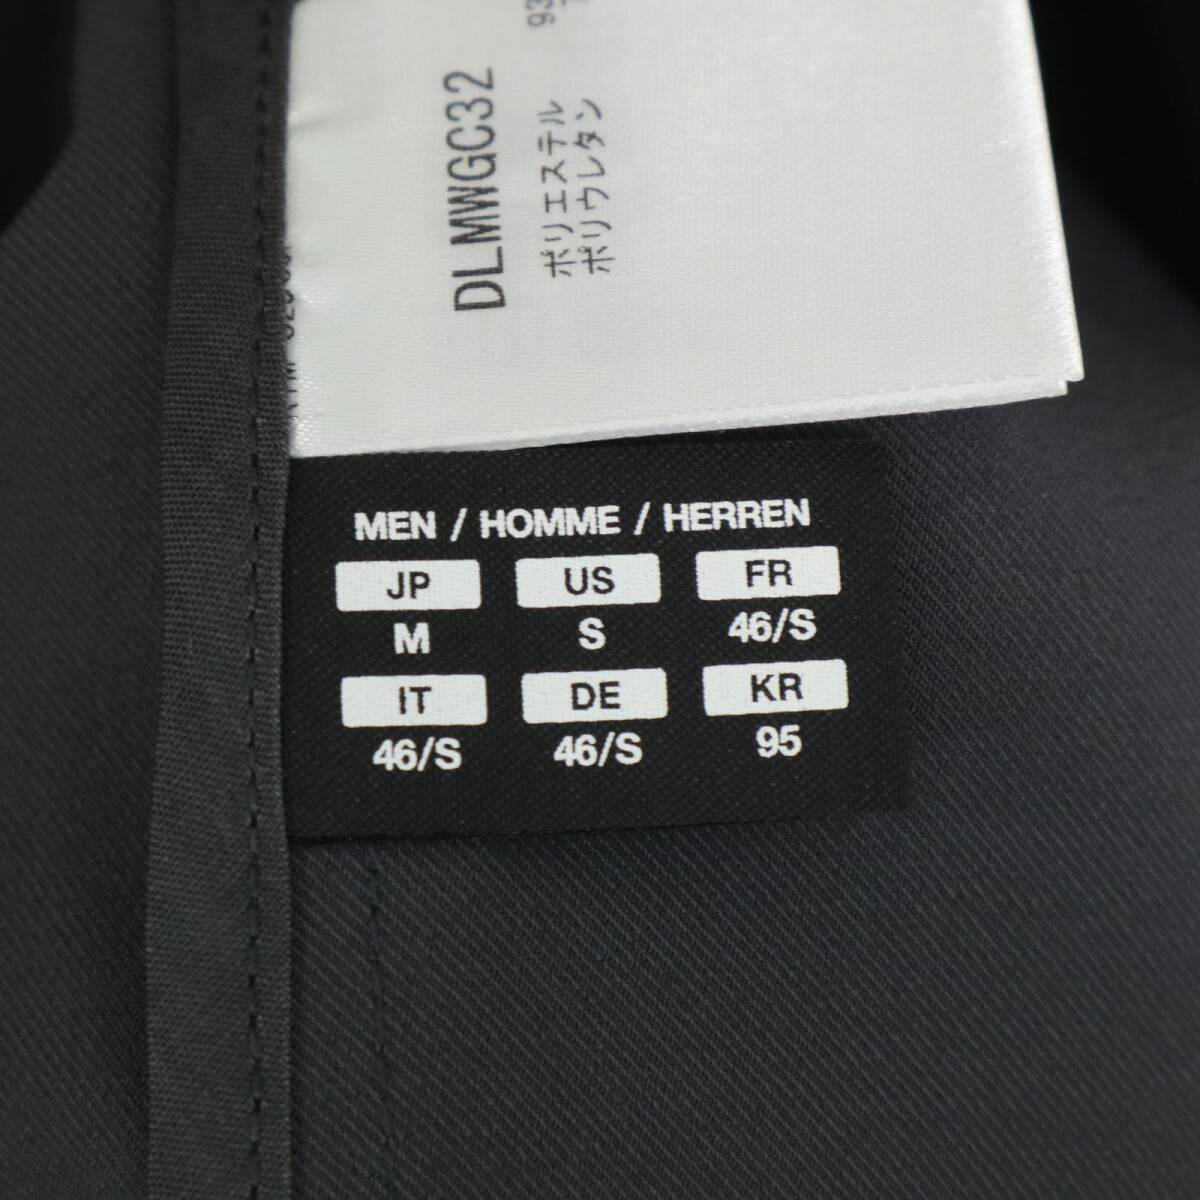 DLMWGC32
ポリエステル 93
ポリウレタン
MEN / HOMME / HERREN
JP US FR
M S 46/S
IT DE KR
46/S 46/S 95